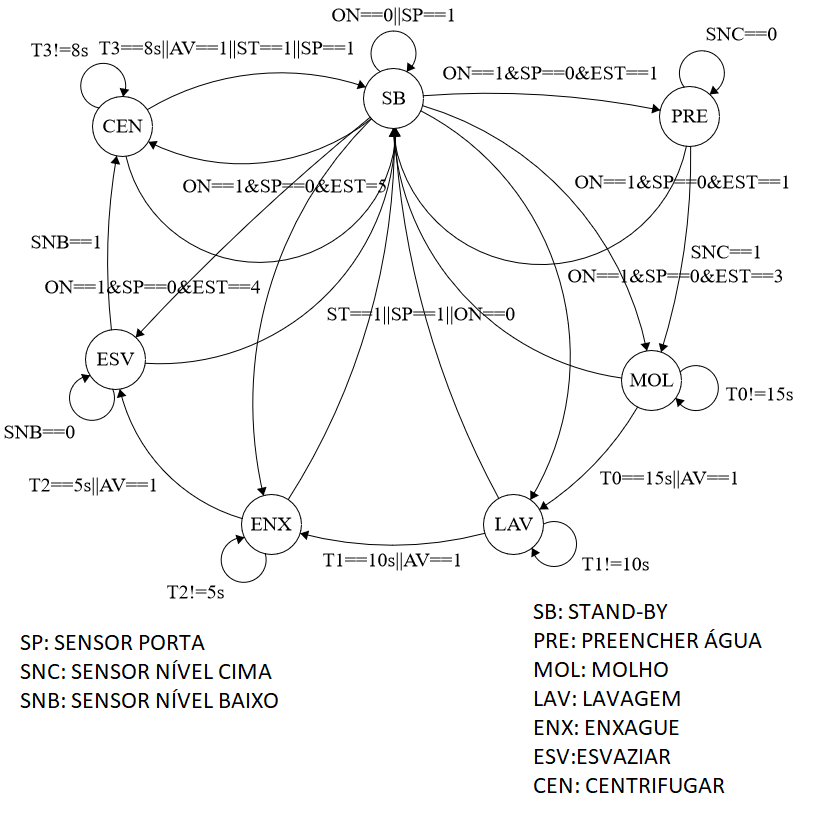 ON==0||SP==1
SNC==0
T3!=8s
T3==8s||AV==1||ST==1||SP==1
ON==1&SP==0&EST==1
SB
PRE
CEN
ON==1&SP==0&EST==5
ON==1&SP==0&EST==1
SNB==1
SNC==1
ON==1&SP==0&EST==4
ON==1&SP==0&EST==3
ST==1||SP==1||ON==0
ESV
MOL
T0!=15s
SNB==0
T2==5s||AV==1
T0==15s||AV==1
ENX
LAV
T1==10s||AV==1
T1!=10s
T2!=5s
SP: SENSOR PORTA
SNC: SENSOR NÍVEL CIMA
SNB: SENSOR NÍVEL BAIXO
SB: STAND-BY
PRE: PREENCHER ÁGUA
MOL: MOLHO
LAV: LAVAGEM
ENX: ENXAGUE
ESV:ESVAZIAR
CEN: CENTRIFUGAR